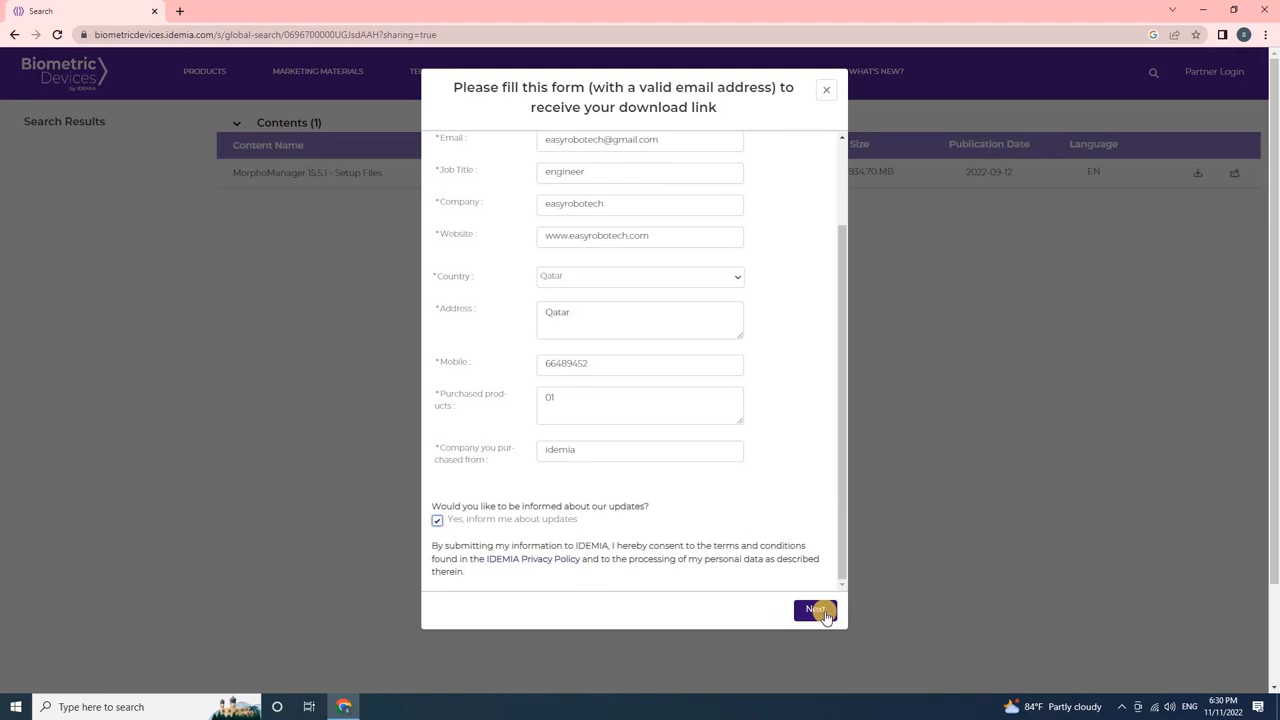 Search
biometricdevices.idemia.com/s/global-search/0696700000UGJsdAAH?sharing=true
S
Biometric
Devices
by IDEMIA
PRODUCTS
MARKETING MATERIALS
WHAT'S NEW?
Partner Login
Please fill this form (with a valid email address) to
receive your download link
Search Results
Contents (1)
Content Name
Size
Publication Date
Language
MorphoManager 15.5.1 - Setup Files
934.70 MB
2022-09-12
EN
*Email :
easyrobotech@gmail.com
*Job Title :
engineer
*Company :
easyrobotech
*Website :
www.easyrobotech.com
*Country :
Qatar
*Address :
Qatar
*Mobile :
66489452
*Purchased prod-
ucts :
01
*Company you pur-
chased from :
idemia
Would you like to be informed about our updates?
Yes, inform me about updates
By submitting my information to IDEMIA, I hereby consent to the terms and conditions
found in the IDEMIA Privacy Policy and to the processing of my personal data as described
therein.
Next
Type here to search
84°F Partly cloudy
ENG
6:30 PM
11/11/2022